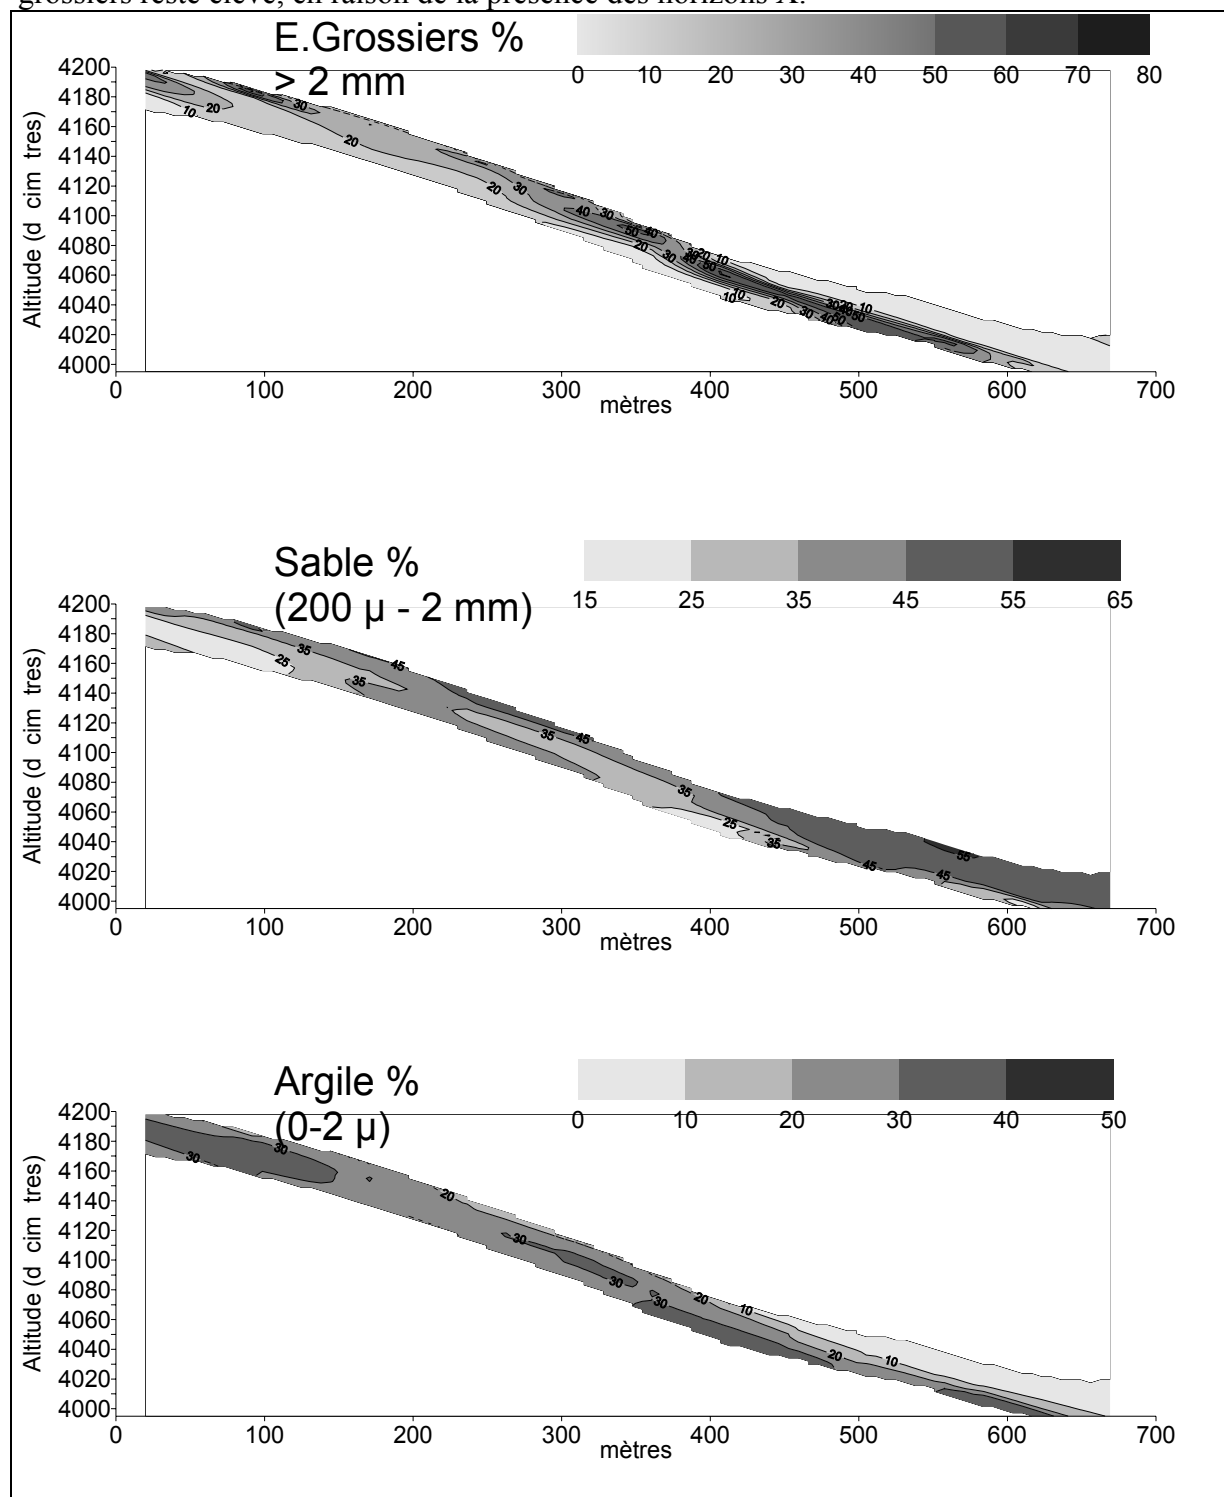 grossiers reste élevé, en raison de la présence des horizons X.
E.Grossiers %
> 2 mm
0 10 20 30 40 50 60 70 80
4200
4180
4160
4140
4120
4100
4080
4060
4040
4020
4000
Altitude (d cim tres)
10 20 30 20 20 30 40 30 50 40 20 30 30 20 10 40 50 10 10 20 30 40 50 30 20 10 40 50
0 100 200 300 400 500 600 700
mètres
Sable %
(200 µ - 2 mm)
15 25 35 45 55 65
4200
4180
4160
4140
4120
4100
4080
4060
4040
4020
4000
Altitude (d cim tres)
35 45 25 35 35 45 35 25 35 45 45 55
0 100 200 300 400 500 600 700
mètres
Argile %
(0-2 µ)
0 10 20 30 40 50
4200
4180
4160
4140
4120
4100
4080
4060
4040
4020
4000
Altitude (d cim tres)
30 30 20 30 30 30 20 10 20 10
0 100 200 300 400 500 600 700
mètres